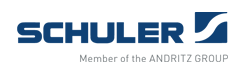 SCHULER
Member of the ANDRITZ GROUP